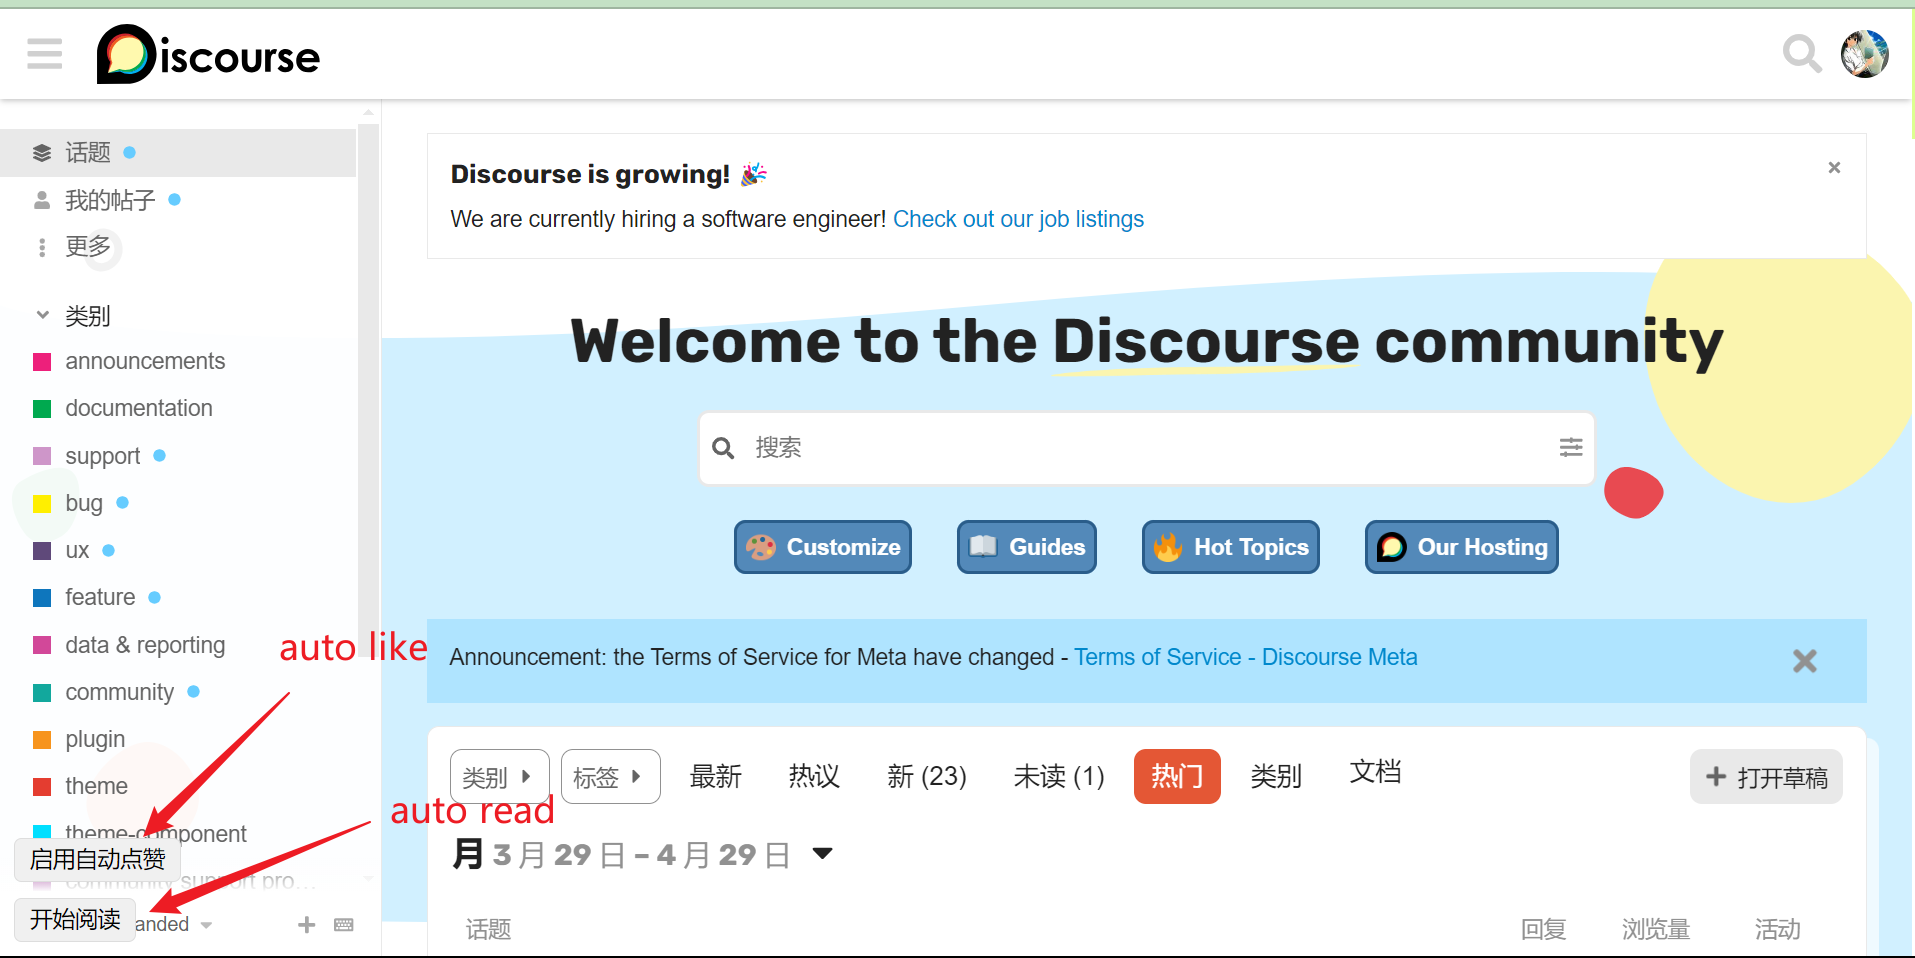 Discourse
话题
我的帖子
更多
类别
announcements
documentation
support
bug
ux
feature
data & reporting
community
plugin
theme
theme-component
community support pro...
启用自动点赞
开始阅读
anded
auto like
auto read
Discourse is growing!
We are currently hiring a software engineer! Check out our job listings
Welcome to the Discourse community
搜索
Customize
Guides
Hot Topics
Our Hosting
Announcement: the Terms of Service for Meta have changed - Terms of Service - Discourse Meta
类别 标签 最新 热议 新 (23) 未读 (1) 热门 类别 文档 打开草稿
月 3 月 29 日 – 4 月 29 日
话题 回复 浏览量 活动